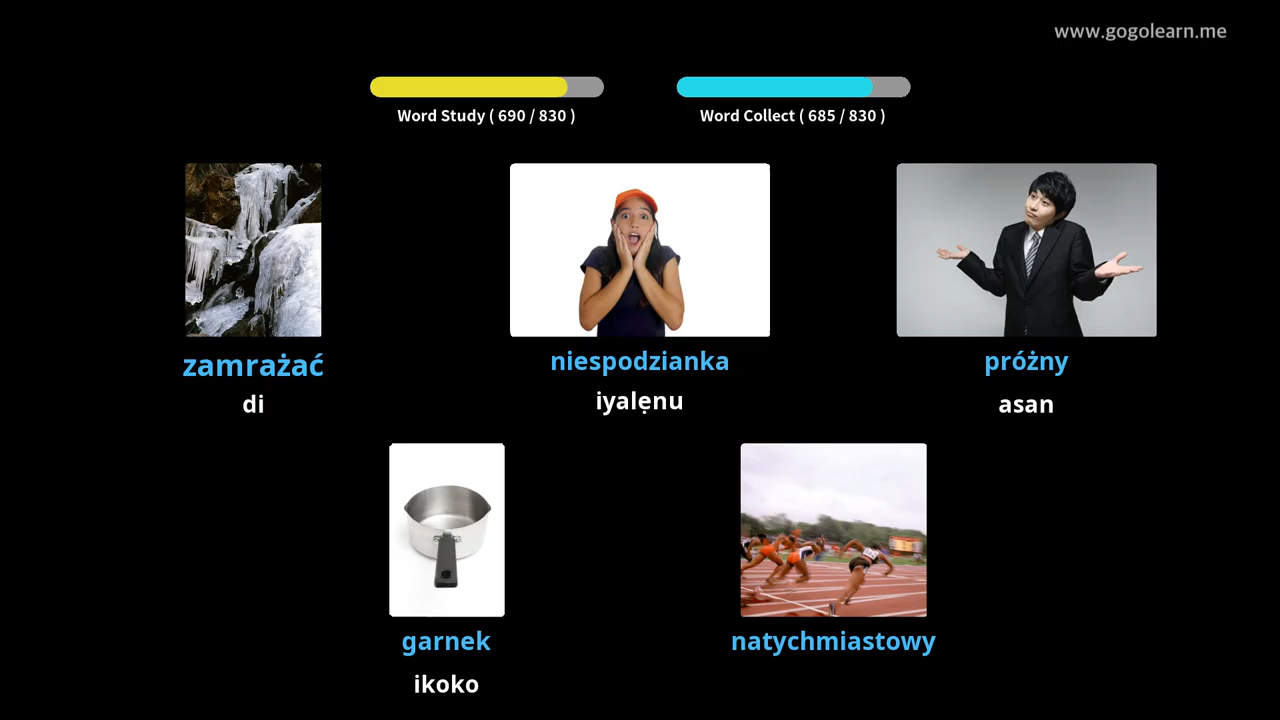 www.gogolearn.me
Word Study ( 690 / 830 )
Word Collect ( 685 / 830 )
zamrażać
di
niespodzianka
iyalẹnu
próżny
asan
garnek
ikoko
natychmiastowy